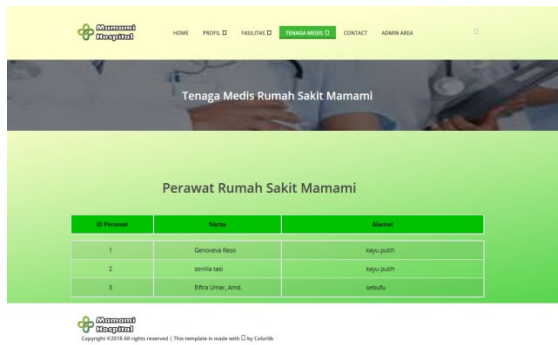 Mamami
Hospital
HOME PROFIL FASILITAS TENAGA MEDIS CONTACT ADMIN AREA
Tenaga Medis Rumah Sakit Mamami
Perawat Rumah Sakit Mamami
ID Perawat Nama Alamat
1 Genoveva Reso kayu putih
2 sonilia tasi kayu putih
3 Elfira Umar, Amd. oebufu
Mamami
Hospital
Copyright ©2018 All rights reserved | This template is made with by Colorlib